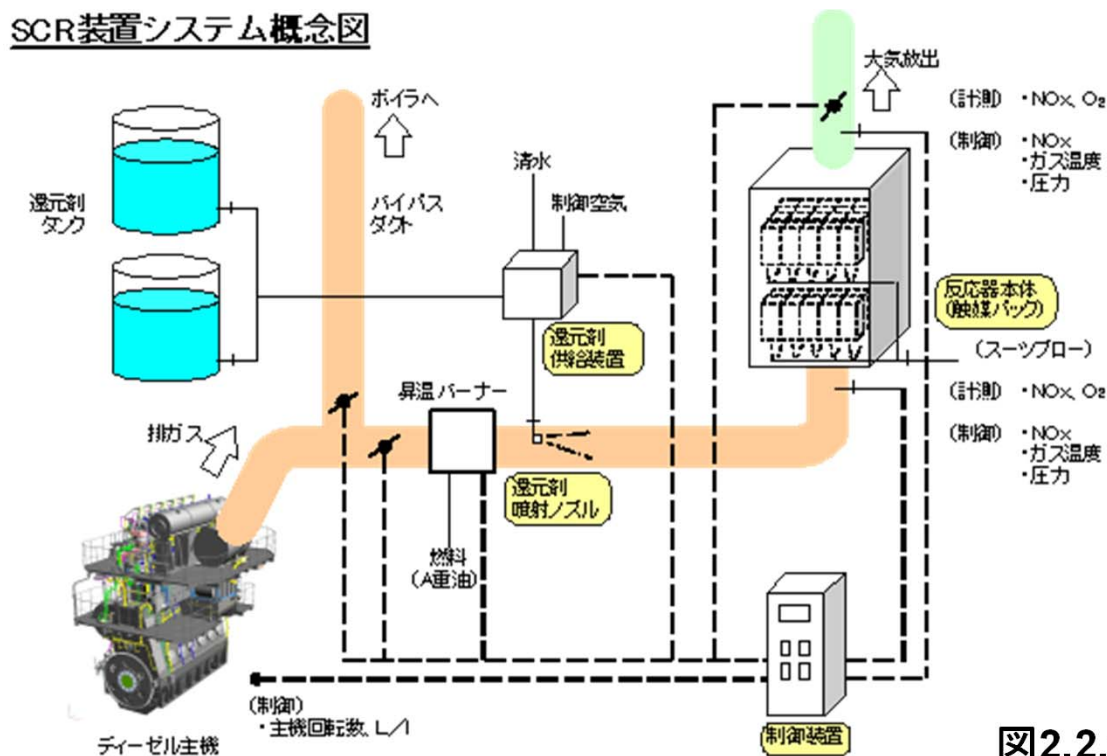 SCR装置システム概念図
ボイラへ
大気放出
(計測) ・NOx, O₂
(制御) ・NOx
・ガス温度
・圧力
還元剤
タンク
バイパス
ダクト
清水
制御空気
還元剤
供給装置
反応器本体
(触媒パック)
(スーツブロー)
昇温バーナー
(計測) ・NOx, O₂
(制御) ・NOx
・ガス温度
・圧力
排ガス
還元剤
噴射ノズル
燃料
(A重油)
(制御)
・主機回転数, L/I
ディーゼル主機
制御装置
図2.2.